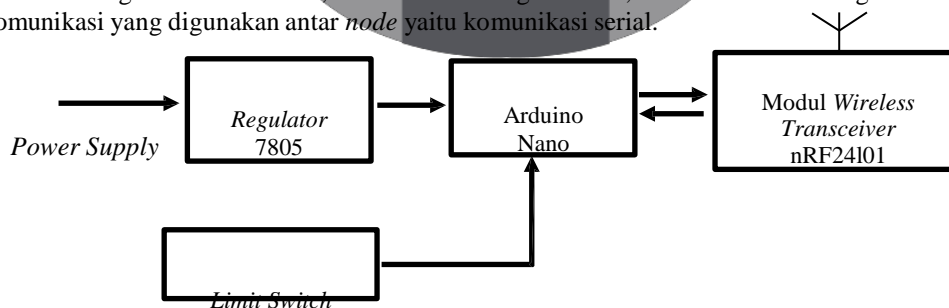 komunikasi yang digunakan antar node yaitu komunikasi serial.
Power Supply
Regulator
7805
Arduino
Nano
Modul Wireless
Transceiver
nRF24l01
Limit Switch